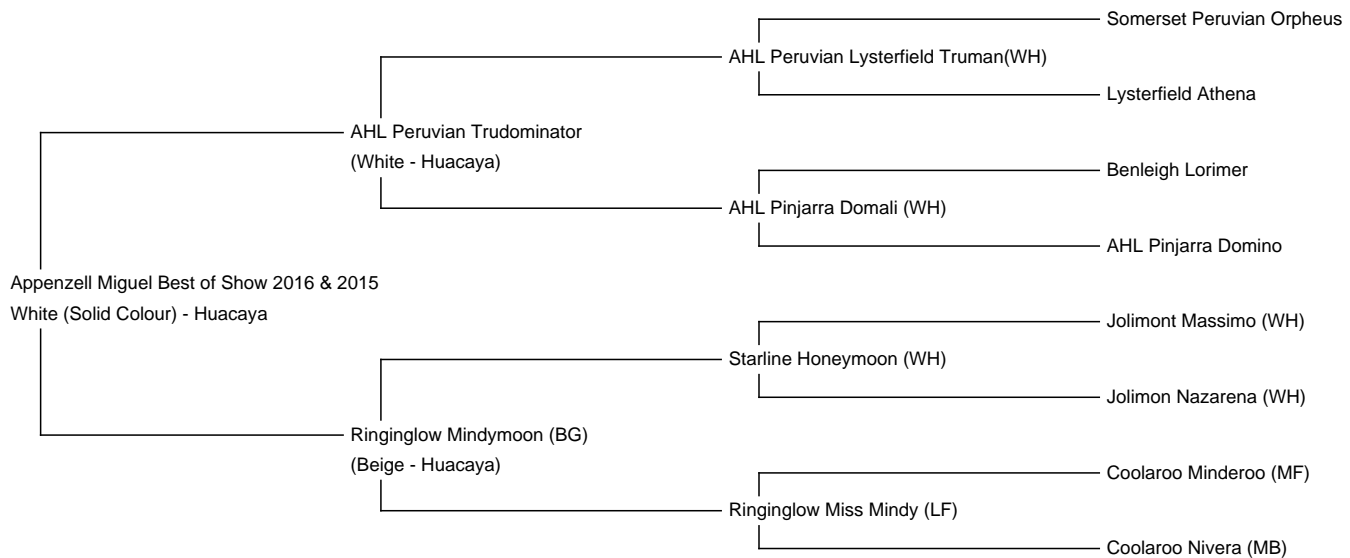 Somerset Peruvian Orpheus
AHL Peruvian Lysterfield Truman(WH)
Lysterfield Athena
AHL Peruvian Trudominator
(White - Huacaya)
Benleigh Lorimer
AHL Pinjarra Domali (WH)
AHL Pinjarra Domino
Appenzell Miguel Best of Show 2016 & 2015
White (Solid Colour) - Huacaya
Jolimont Massimo (WH)
Starline Honeymoon (WH)
Jolimon Nazarena (WH)
Ringinglow Mindymoon (BG)
(Beige - Huacaya)
Coolaroo Minderoo (MF)
Ringinglow Miss Mindy (LF)
Coolaroo Nivera (MB)